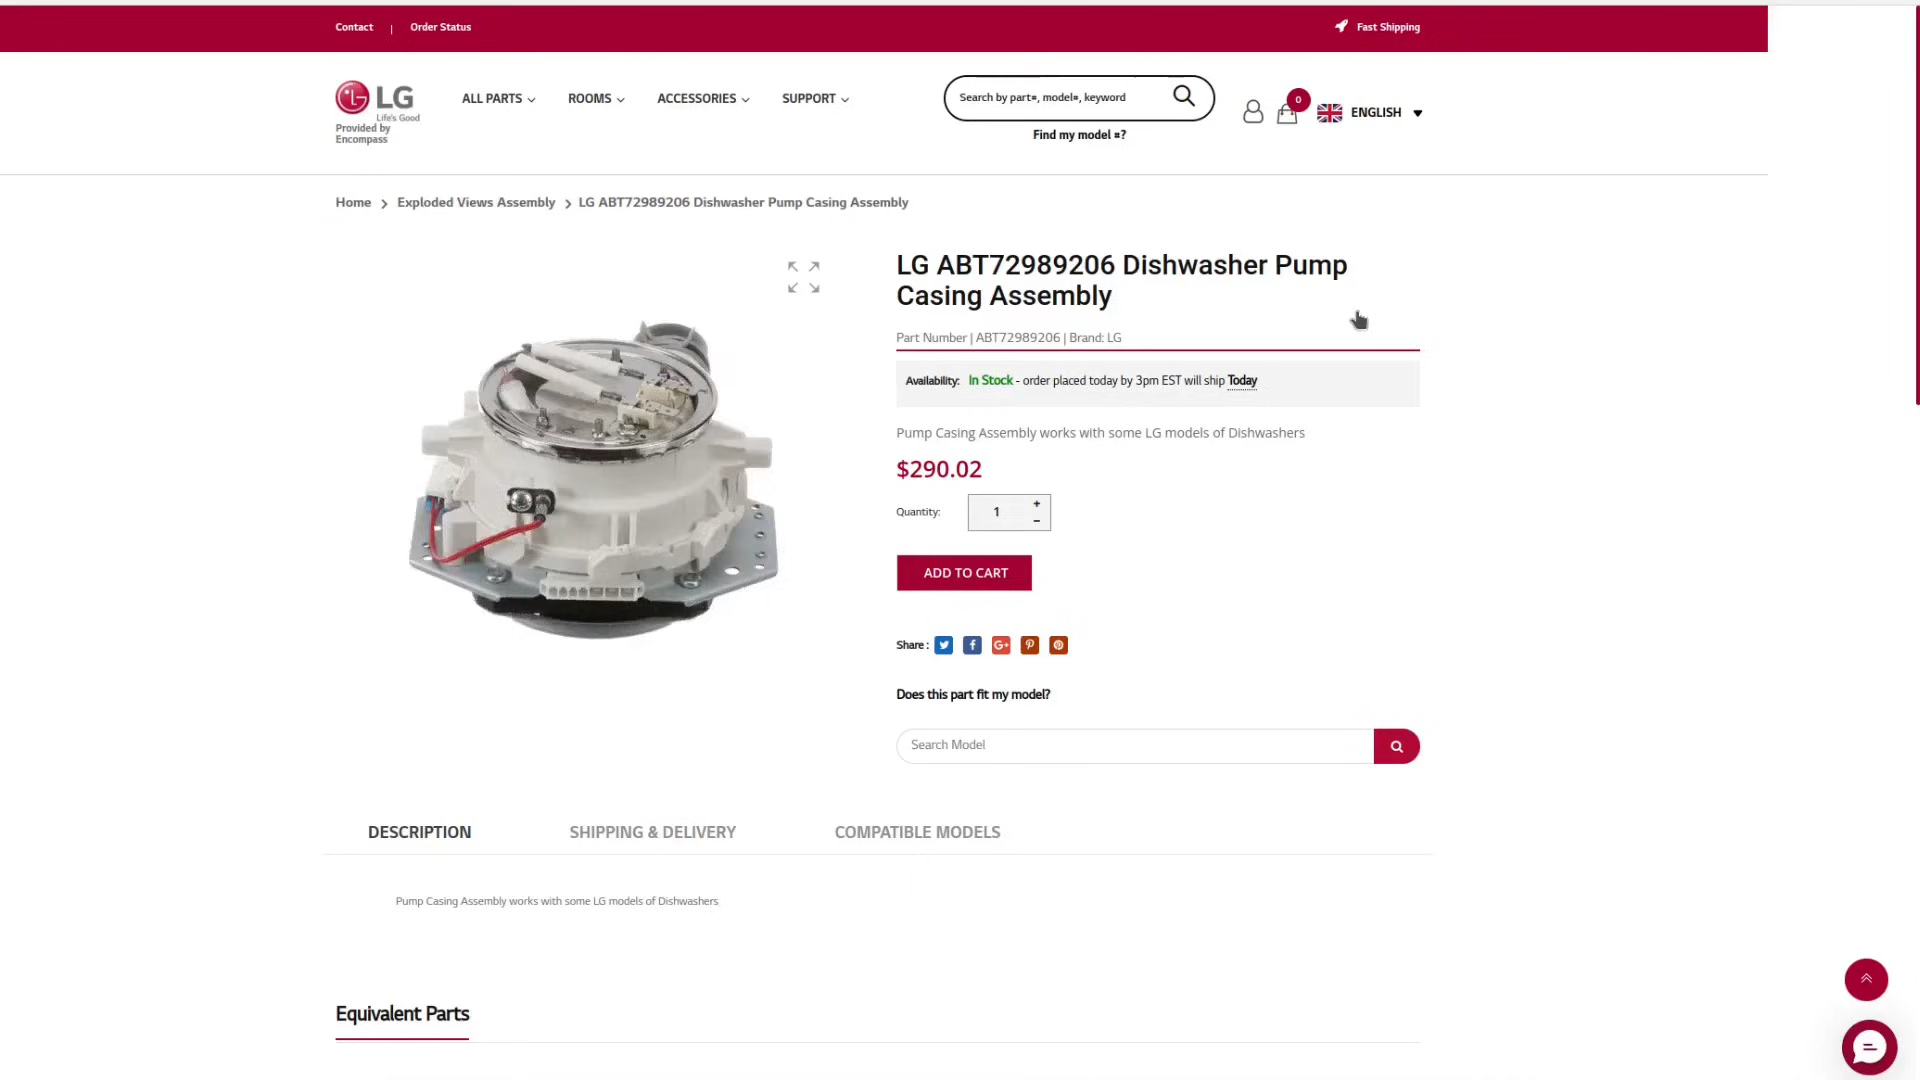 Contact | Order Status
Fast Shipping
LG
Life's Good
Provided by
Encompass
ALL PARTS
ROOMS
ACCESSORIES
SUPPORT
Search by part#, model#, keyword
Find my model #?
0
ENGLISH
Home > Exploded Views Assembly > LG ABT72989206 Dishwasher Pump Casing Assembly
LG ABT72989206 Dishwasher Pump
Casing Assembly
Part Number | ABT72989206 | Brand: LG
Availability: In Stock - order placed today by 3pm EST will ship Today
Pump Casing Assembly works with some LG models of Dishwashers
$290.02
Quantity: 1 + -
ADD TO CART
Share :
Does this part fit my model?
Search Model
DESCRIPTION
SHIPPING & DELIVERY
COMPATIBLE MODELS
Pump Casing Assembly works with some LG models of Dishwashers
Equivalent Parts